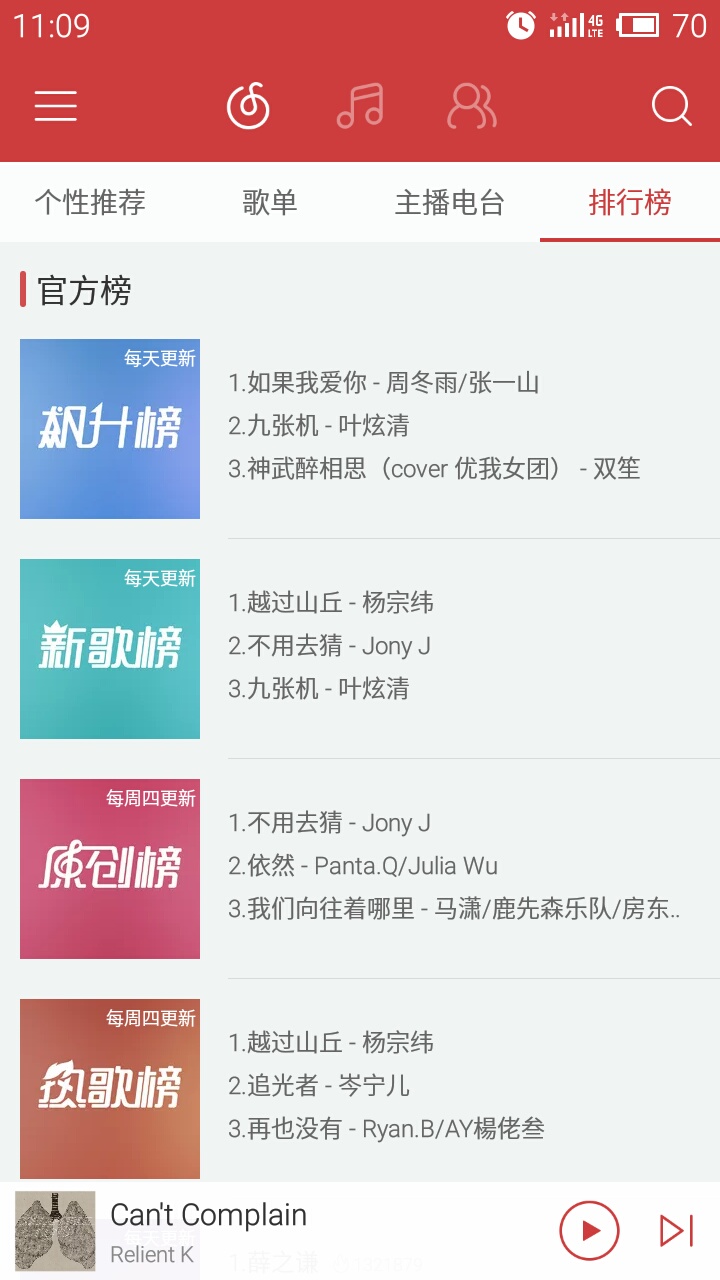 11:09
4G
LTE
70
个性推荐
歌单
主播电台
排行榜
官方榜
每天更新
飙升榜
1.如果我爱你 - 周冬雨/张一山
2.九张机 - 叶炫清
3.神武醉相思（cover 优我女团） - 双笙
每天更新
新歌榜
1.越过山丘 - 杨宗纬
2.不用去猜 - Jony J
3.九张机 - 叶炫清
每周四更新
原创榜
1.不用去猜 - Jony J
2.依然 - Panta.Q/Julia Wu
3.我们向往着哪里 - 马潇/鹿先森乐队/房东..
每周四更新
热歌榜
1.越过山丘 - 杨宗纬
2.追光者 - 岑宁儿
3.再也没有 - Ryan.B/AY楊佬叁
Can't Complain
Relient K
每天更新
1.薛之谦